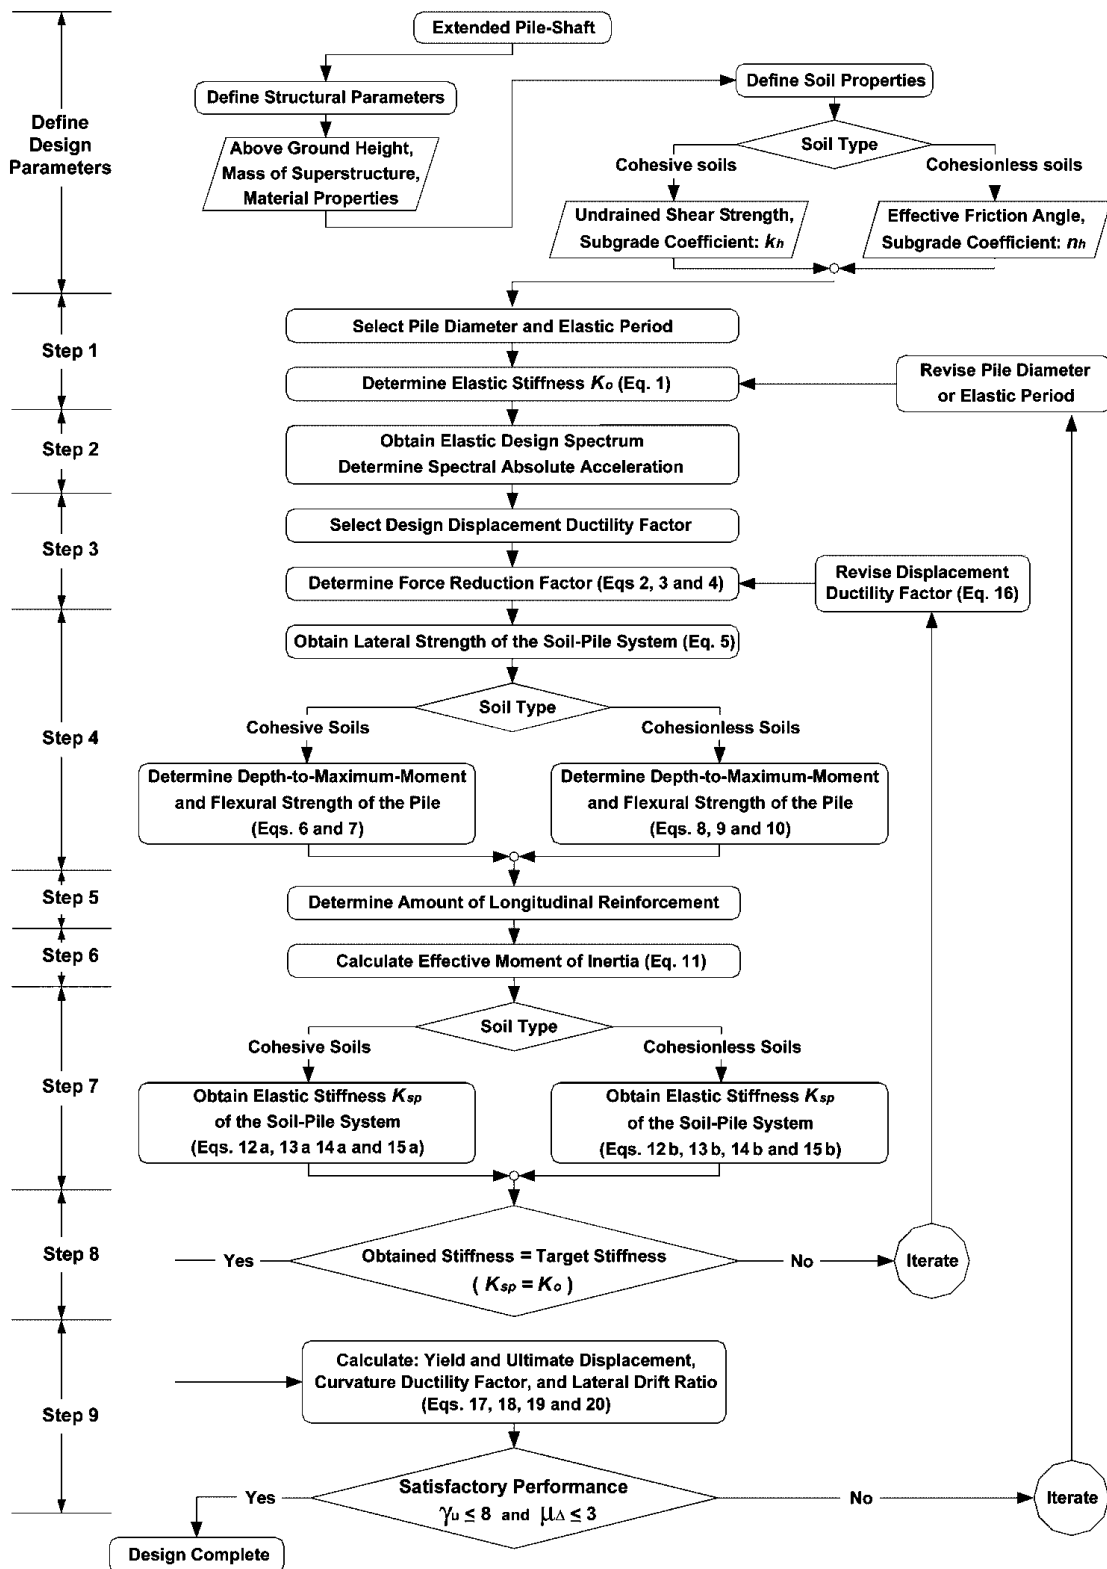 Extended Pile-Shaft
Define Structural Parameters
Define Soil Properties
Define
Design
Parameters
Above Ground Height,
Mass of Superstructure,
Material Properties
Soil Type
Cohesive soils
Cohesionless soils
Undrained Shear Strength,
Subgrade Coefficient: kh
Effective Friction Angle,
Subgrade Coefficient: nh
Step 1
Select Pile Diameter and Elastic Period
Determine Elastic Stiffness Ko (Eq. 1)
Revise Pile Diameter
or Elastic Period
Step 2
Obtain Elastic Design Spectrum
Determine Spectral Absolute Acceleration
Step 3
Select Design Displacement Ductility Factor
Determine Force Reduction Factor (Eqs 2, 3 and 4)
Revise Displacement
Ductility Factor (Eq. 16)
Step 4
Obtain Lateral Strength of the Soil-Pile System (Eq. 5)
Soil Type
Cohesive Soils
Cohesionless Soils
Determine Depth-to-Maximum-Moment
and Flexural Strength of the Pile
(Eqs. 6 and 7)
Determine Depth-to-Maximum-Moment
and Flexural Strength of the Pile
(Eqs. 8, 9 and 10)
Step 5
Determine Amount of Longitudinal Reinforcement
Step 6
Calculate Effective Moment of Inertia (Eq. 11)
Step 7
Soil Type
Cohesive Soils
Cohesionless Soils
Obtain Elastic Stiffness Ksp
of the Soil-Pile System
(Eqs. 12 a, 13 a 14 a and 15 a)
Obtain Elastic Stiffness Ksp
of the Soil-Pile System
(Eqs. 12 b, 13 b, 14 b and 15 b)
Step 8
Yes
Obtained Stiffness = Target Stiffness
( Ksp = Ko )
No
Iterate
Step 9
Calculate: Yield and Ultimate Displacement,
Curvature Ductility Factor, and Lateral Drift Ratio
(Eqs. 17, 18, 19 and 20)
Yes
Satisfactory Performance
γu ≤ 8 and μΔ ≤ 3
No
Iterate
Design Complete